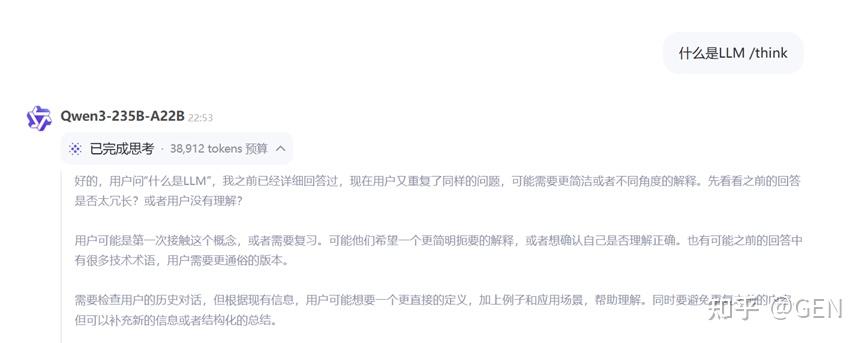 什么是LLM /think
Qwen3-235B-A22B 22:53
已完成思考 · 38,912 tokens 预算
好的，用户问“什么是LLM”，我之前已经详细回答过，现在用户又重复了同样的问题，可能需要更简洁或者不同角度的解释。先看看之前的回答
是否太冗长？或者用户没有理解？
用户可能是第一次接触这个概念，或者需要复习。可能他们希望一个更简明扼要的解释，或者想确认自己是否理解正确。也有可能之前的回答中
有很多技术术语，用户需要更通俗的版本。
需要检查用户的历史对话，但根据现有信息，用户可能想要一个更直接的定义，加上例子和应用场景，帮助理解。同时要避免的内容，
但可以补充新的信息或者结构化的总结。
知乎 @GEN